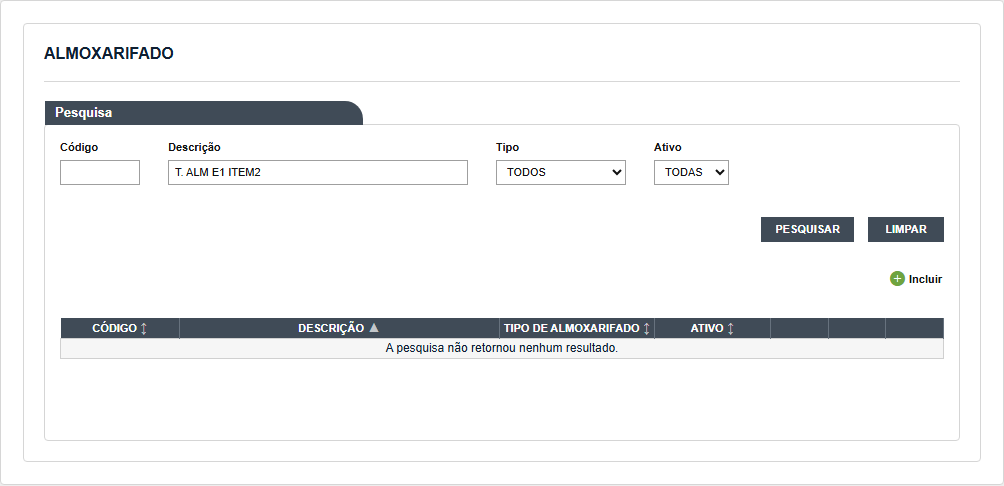 ALMOXARIFADO
Pesquisa
Código Descrição Tipo Ativo
T. ALM E1 ITEM2 TODOS TODAS
PESQUISAR LIMPAR
Incluir
CÓDIGO DESCRIÇÃO TIPO DE ALMOXARIFADO ATIVO
A pesquisa não retornou nenhum resultado.